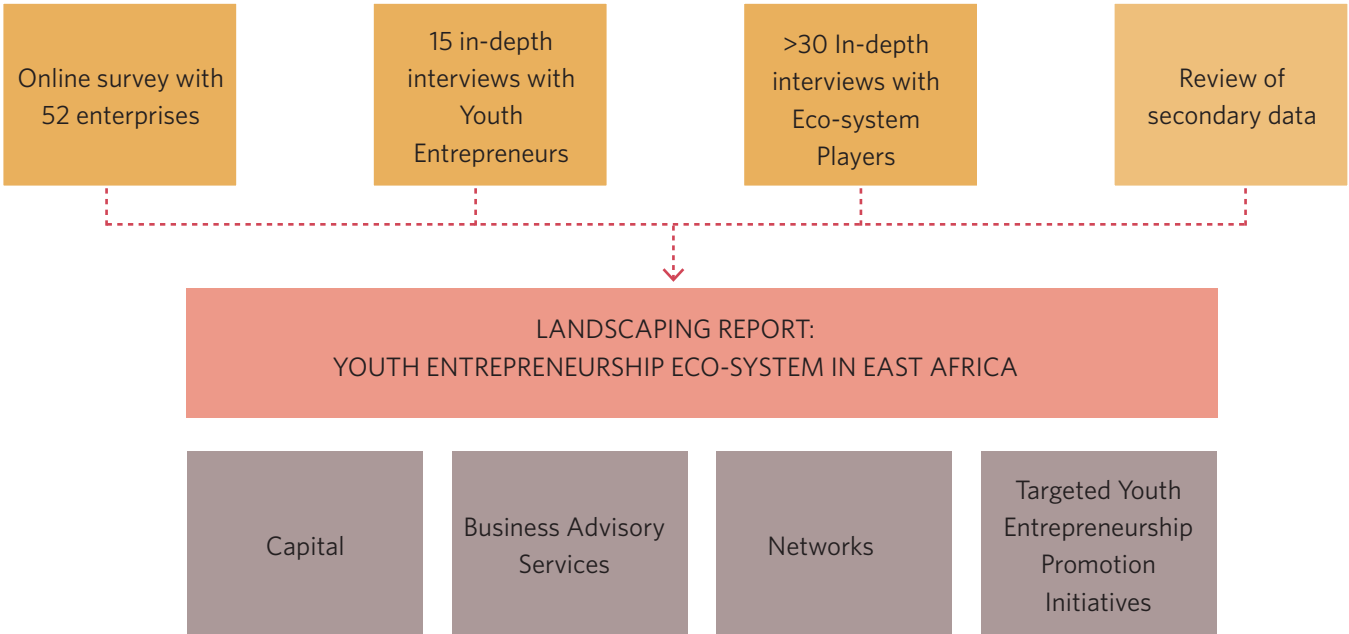 Online survey with
52 enterprises
15 in-depth
interviews with
Youth
Entrepreneurs
>30 In-depth
interviews with
Eco-system
Players
Review of
secondary data
LANDSCAPING REPORT:
YOUTH ENTREPRENEURSHIP ECO-SYSTEM IN EAST AFRICA
Capital
Business Advisory
Services
Networks
Targeted Youth
Entrepreneurship
Promotion
Initiatives